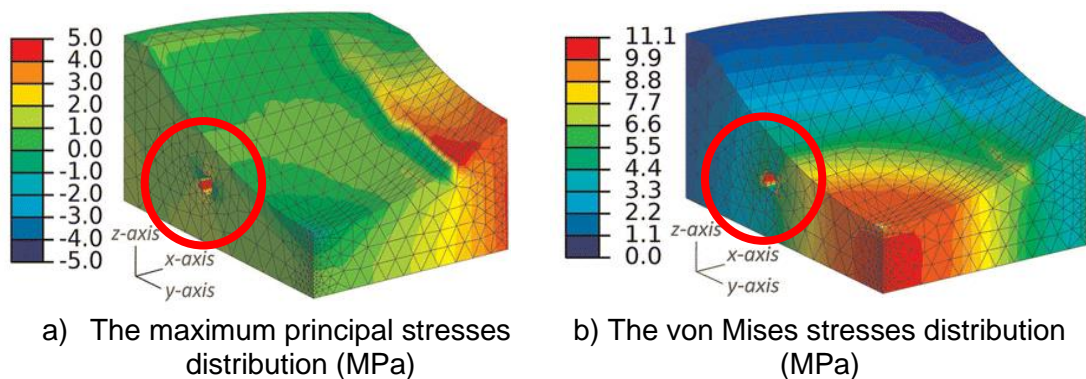 5.0
4.0
3.0
2.0
1.0
0.0
-1.0
-2.0
-3.0
-4.0
-5.0
z-axis
x-axis
y-axis
11.1
9.9
8.8
7.7
6.6
5.5
4.4
3.3
2.2
1.1
0.0
z-axis
x-axis
y-axis
a) The maximum principal stresses
distribution (MPa)
b) The von Mises stresses distribution
(MPa)